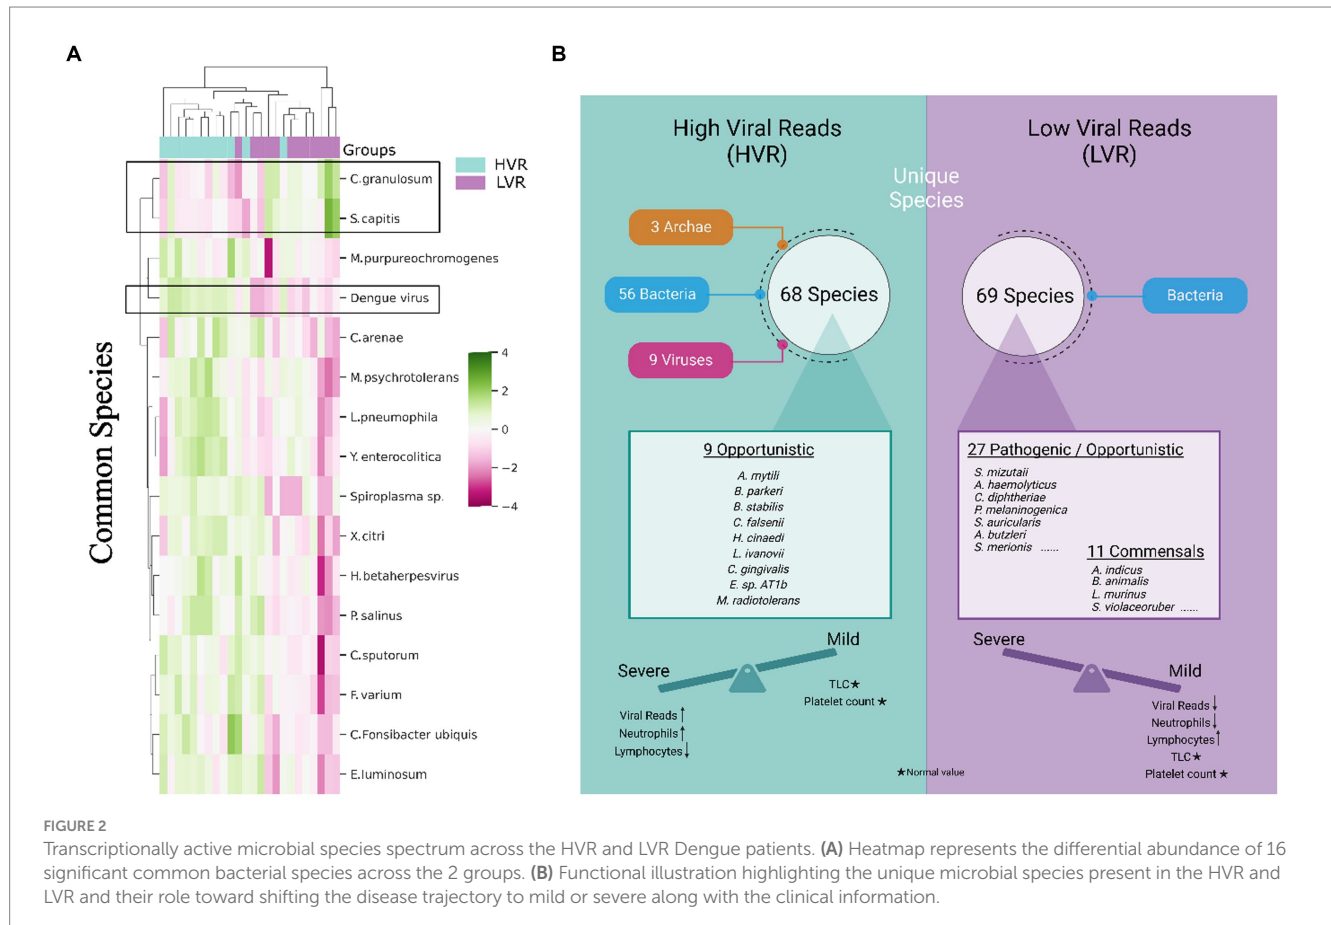 A
Groups
HVR
LVR
C.granulosum
S.capitis
M.purpureochromogenes
Dengue virus
C.arenae
M.psychrotolerans
L.pneumophila
Y. enterocolitica
Spiroplasma sp.
X.citri
H.betaherpesvirus
P.salinus
C.sputorum
F.varium
C.Fonsibacter ubiquis
E.luminosum
Common Species
4
2
0
−2
−4
B
High Viral Reads
(HVR)
Low Viral Reads
(LVR)
Unique
Species
3 Archae
56 Bacteria
9 Viruses
68 Species
69 Species
Bacteria
9 Opportunistic
A. mytili
B. parkeri
B. stabilis
C. falsenii
H. cinaedi
L. ivanovii
C. gingivalis
E. sp. AT1b
M. radiotolerans
27 Pathogenic / Opportunistic
S. mizutaii
A. haemolyticus
C. diphtheriae
P. melaninogenica
S. auricularis
A. butzleri
S. merionis ......
11 Commensals
A. indicus
B. animalis
L. murinus
S. violaceoruber ......
Severe
Mild
TLC★
Platelet count ★
Viral Reads↑
Neutrophils↑
Lymphocytes↓
Severe
Mild
Viral Reads↓
Neutrophils↓
Lymphocytes↑
TLC★
Platelet count ★
★Normal value
FIGURE 2
Transcriptionally active microbial species spectrum across the HVR and LVR Dengue patients. (A) Heatmap represents the differential abundance of 16
significant common bacterial species across the 2 groups. (B) Functional illustration highlighting the unique microbial species present in the HVR and
LVR and their role toward shifting the disease trajectory to mild or severe along with the clinical information.